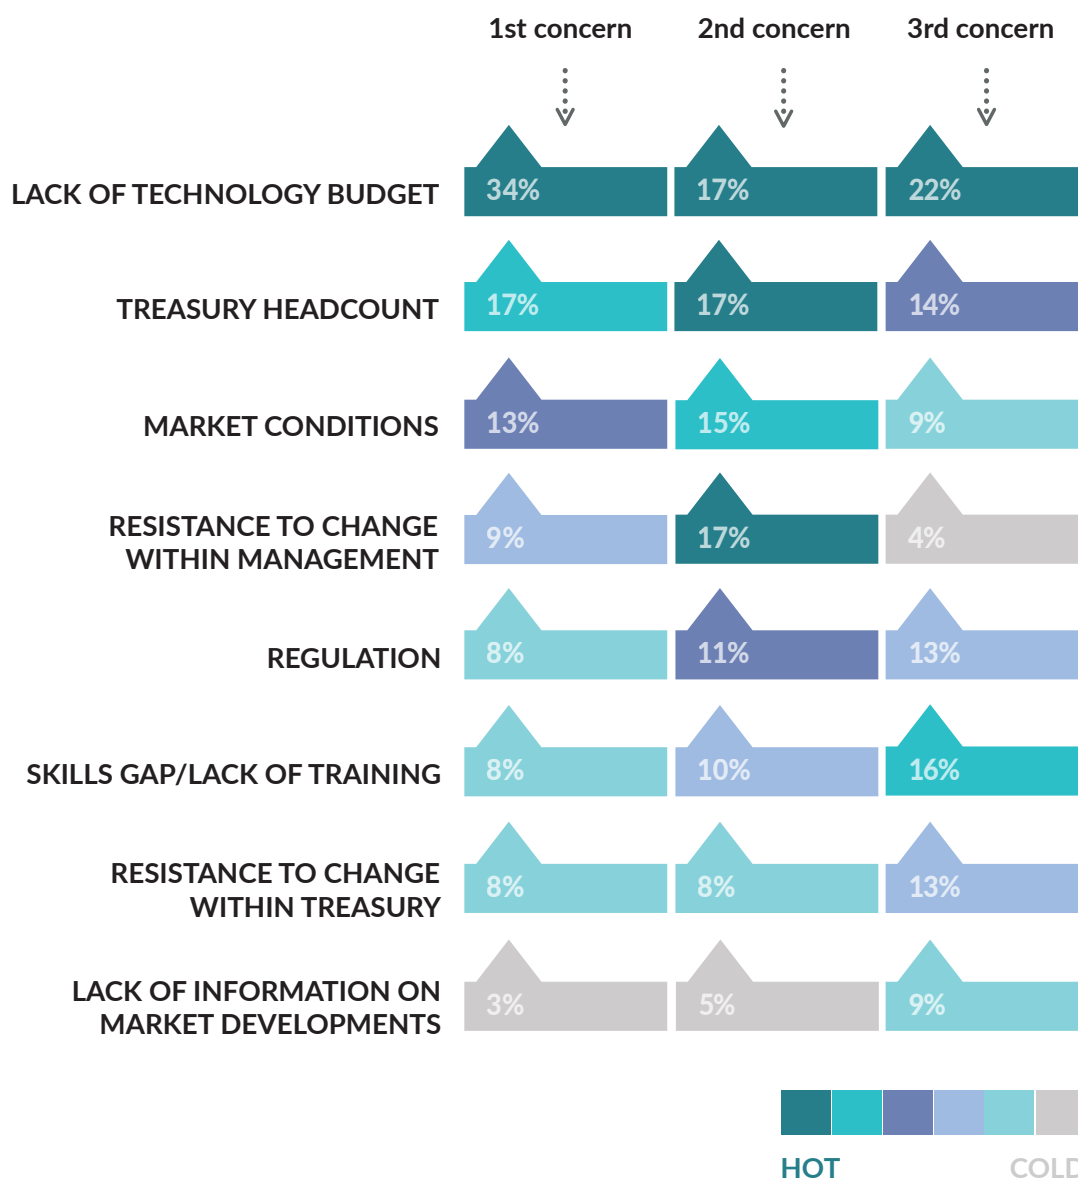 1st concern 2nd concern 3rd concern
LACK OF TECHNOLOGY BUDGET 34% 17% 22%
TREASURY HEADCOUNT 17% 17% 14%
MARKET CONDITIONS 13% 15% 9%
RESISTANCE TO CHANGE
WITHIN MANAGEMENT 9% 17% 4%
REGULATION 8% 11% 13%
SKILLS GAP/LACK OF TRAINING 8% 10% 16%
RESISTANCE TO CHANGE
WITHIN TREASURY 8% 8% 13%
LACK OF INFORMATION ON
MARKET DEVELOPMENTS 3% 5% 9%
HOT COLD